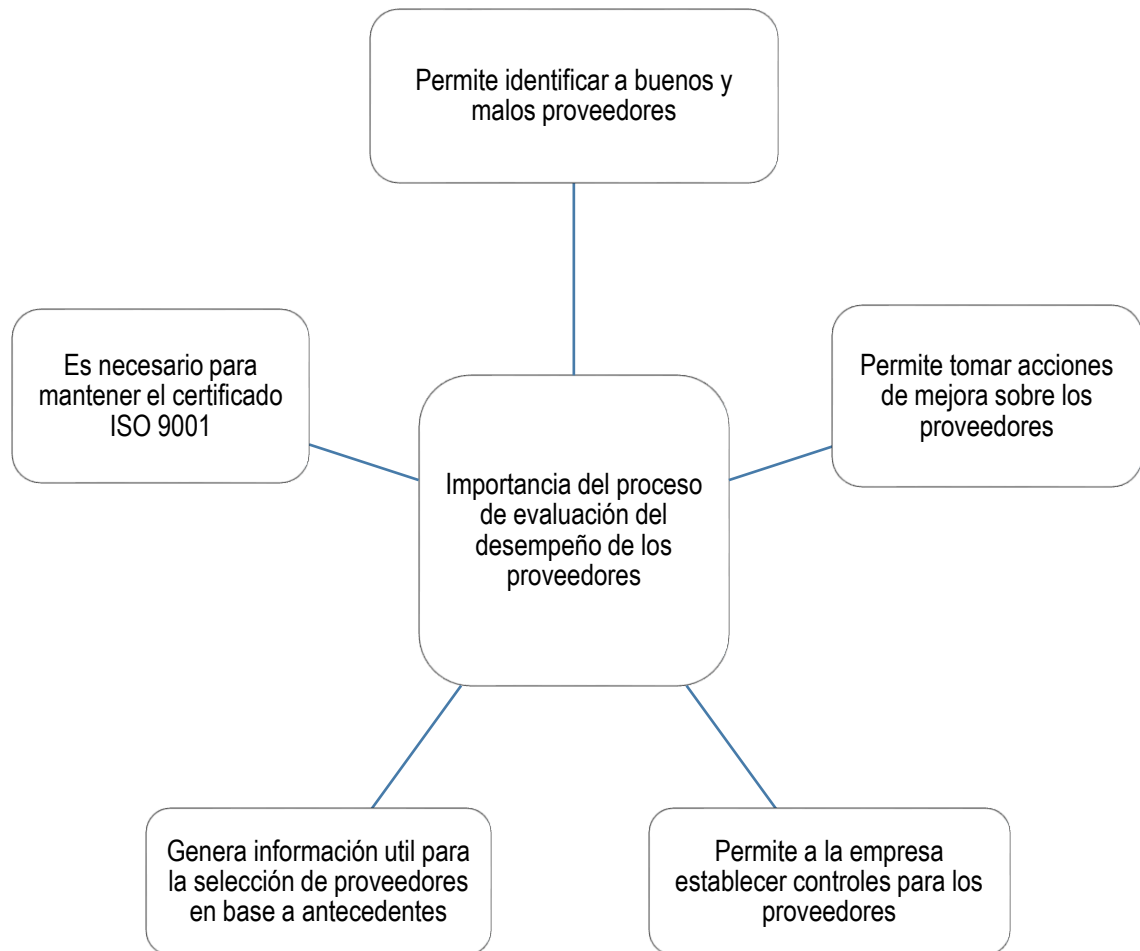 Permite identificar a buenos y
malos proveedores
Es necesario para
mantener el certificado
ISO 9001
Permite tomar acciones
de mejora sobre los
proveedores
Importancia del proceso
de evaluación del
desempeño de los
proveedores
Genera información util para
la selección de proveedores
en base a antecedentes
Permite a la empresa
establecer controles para los
proveedores